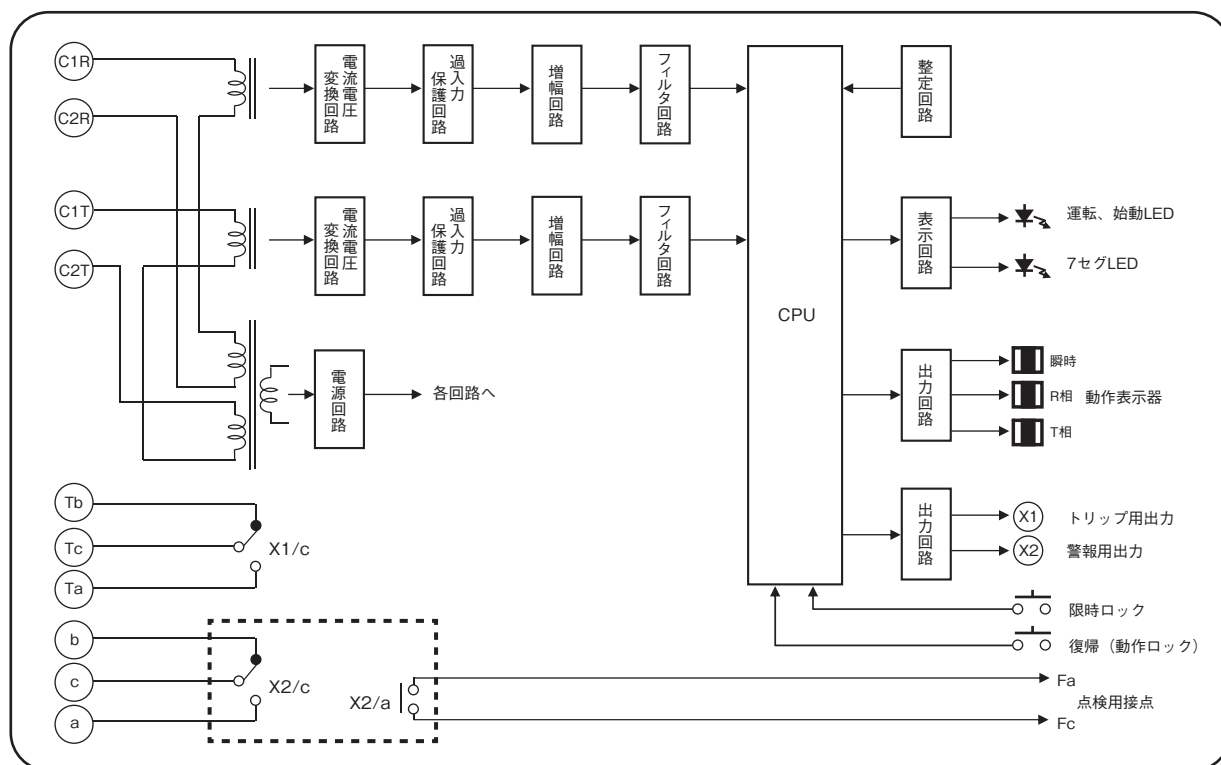 C1R
C2R
電流電圧
変換回路
過入力
保護回路
増幅回路
フィルタ回路
整定回路
C1T
C2T
電流電圧
変換回路
過入力
保護回路
増幅回路
フィルタ回路
CPU
表示回路
運転、始動LED
7セグLED
電源回路
各回路へ
出力回路
瞬時
R相
動作表示器
T相
Tb
Tc
Ta
X1/c
出力回路
X1
トリップ用出力
X2
警報用出力
限時ロック
復帰（動作ロック）
b
c
a
X2/c
X2/a
Fa
点検用接点
Fc